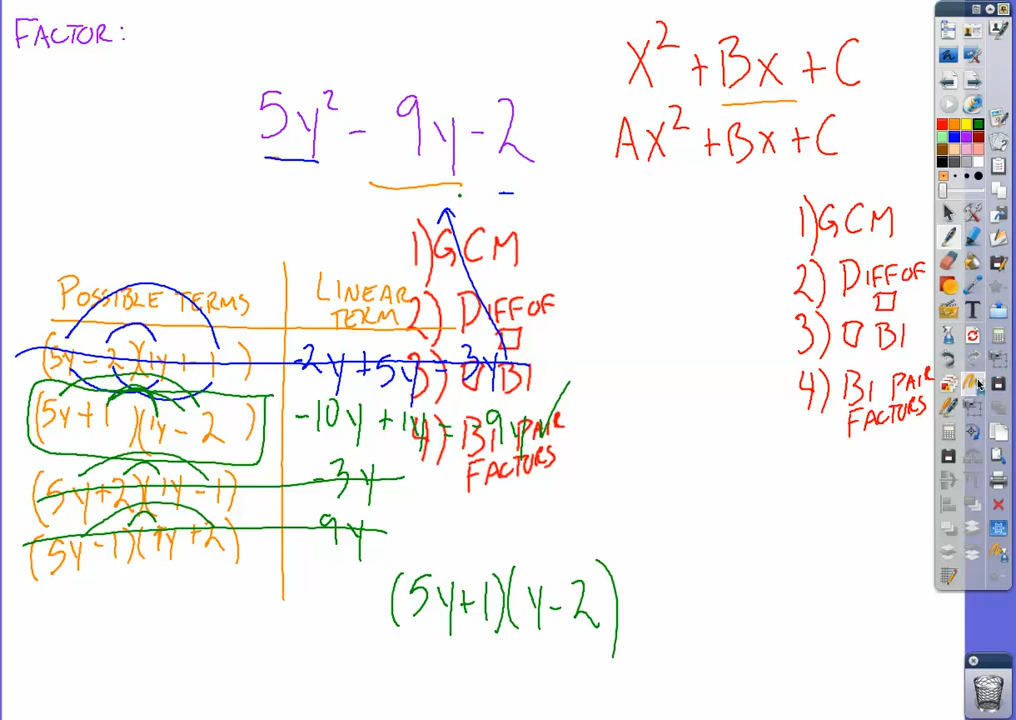 FACTOR:
5y² - 9y - 2
X² + Bx + C
Ax² + Bx + C
1) GCM
2) DIFF OF □
3) □ BI
4) BI PAIR
FACTORS
1) GCM
2) DIFF OF
□
3) □ BI
4) BI PAIR
FACTORS
POSSIBLE TERMS
LINEAR
TERM
(5y - 2)(1y + 1)
-2y + 5y = 3y
(5y + 1)(1y - 2)
-10y + 1y = -9y ✓
(5y + 2)(1y - 1)
-3y
(5y - 1)(1y + 2)
9y
(5y + 1)(y - 2)
T